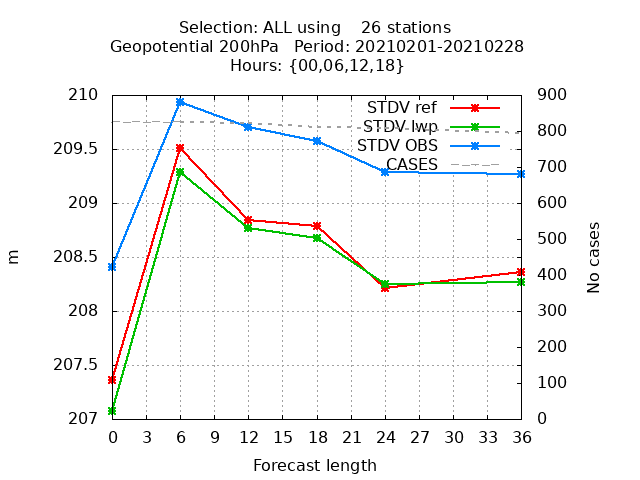 Selection: ALL using    26 stations
Geopotential 200hPa   Period: 20210201-20210228
Hours: {00,06,12,18}
210
209.5
209
208.5
208
207.5
207
m
900
800
700
600
500
400
300
200
100
0
No cases
STDV ref
STDV lwp
STDV OBS
CASES
0 3 6 9 12 15 18 21 24 27 30 33 36
Forecast length